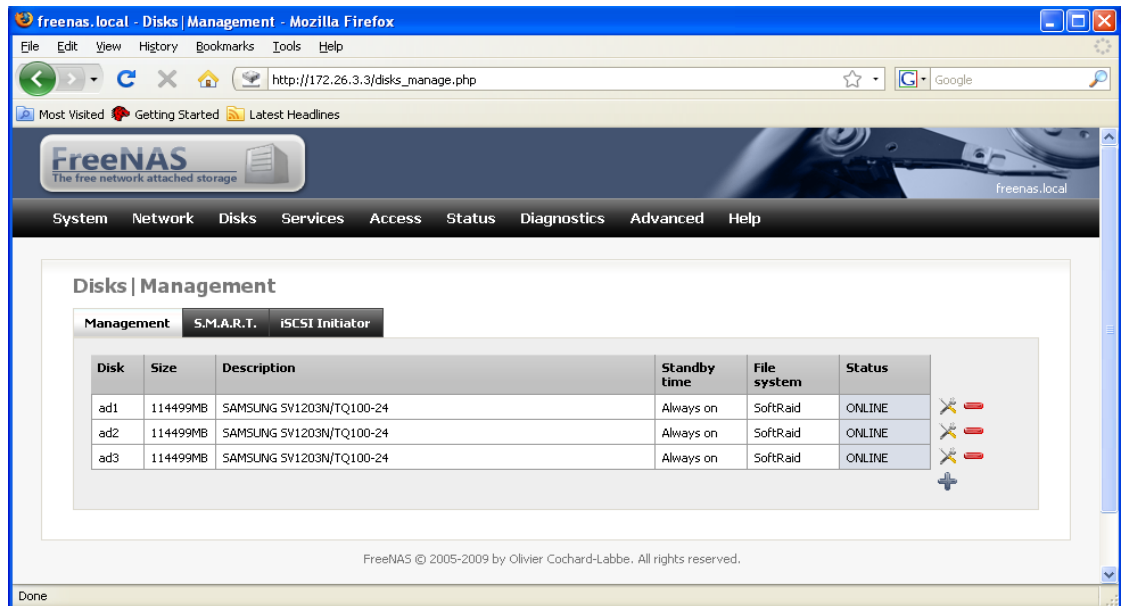 freenas.local - Disks|Management - Mozilla Firefox
File Edit View History Bookmarks Tools Help
http://172.26.3.3/disks_manage.php G Google
Most Visited Getting Started Latest Headlines
FreeNAS
The free network attached storage
freenas.local
System Network Disks Services Access Status Diagnostics Advanced Help
Disks|Management
Management S.M.A.R.T. iSCSI Initiator
Disk Size Description Standby time File system Status
ad1 114499MB SAMSUNG SV1203N/TQ100-24 Always on SoftRaid ONLINE
ad2 114499MB SAMSUNG SV1203N/TQ100-24 Always on SoftRaid ONLINE
ad3 114499MB SAMSUNG SV1203N/TQ100-24 Always on SoftRaid ONLINE
FreeNAS © 2005-2009 by Olivier Cochard-Labbe. All rights reserved.
Done